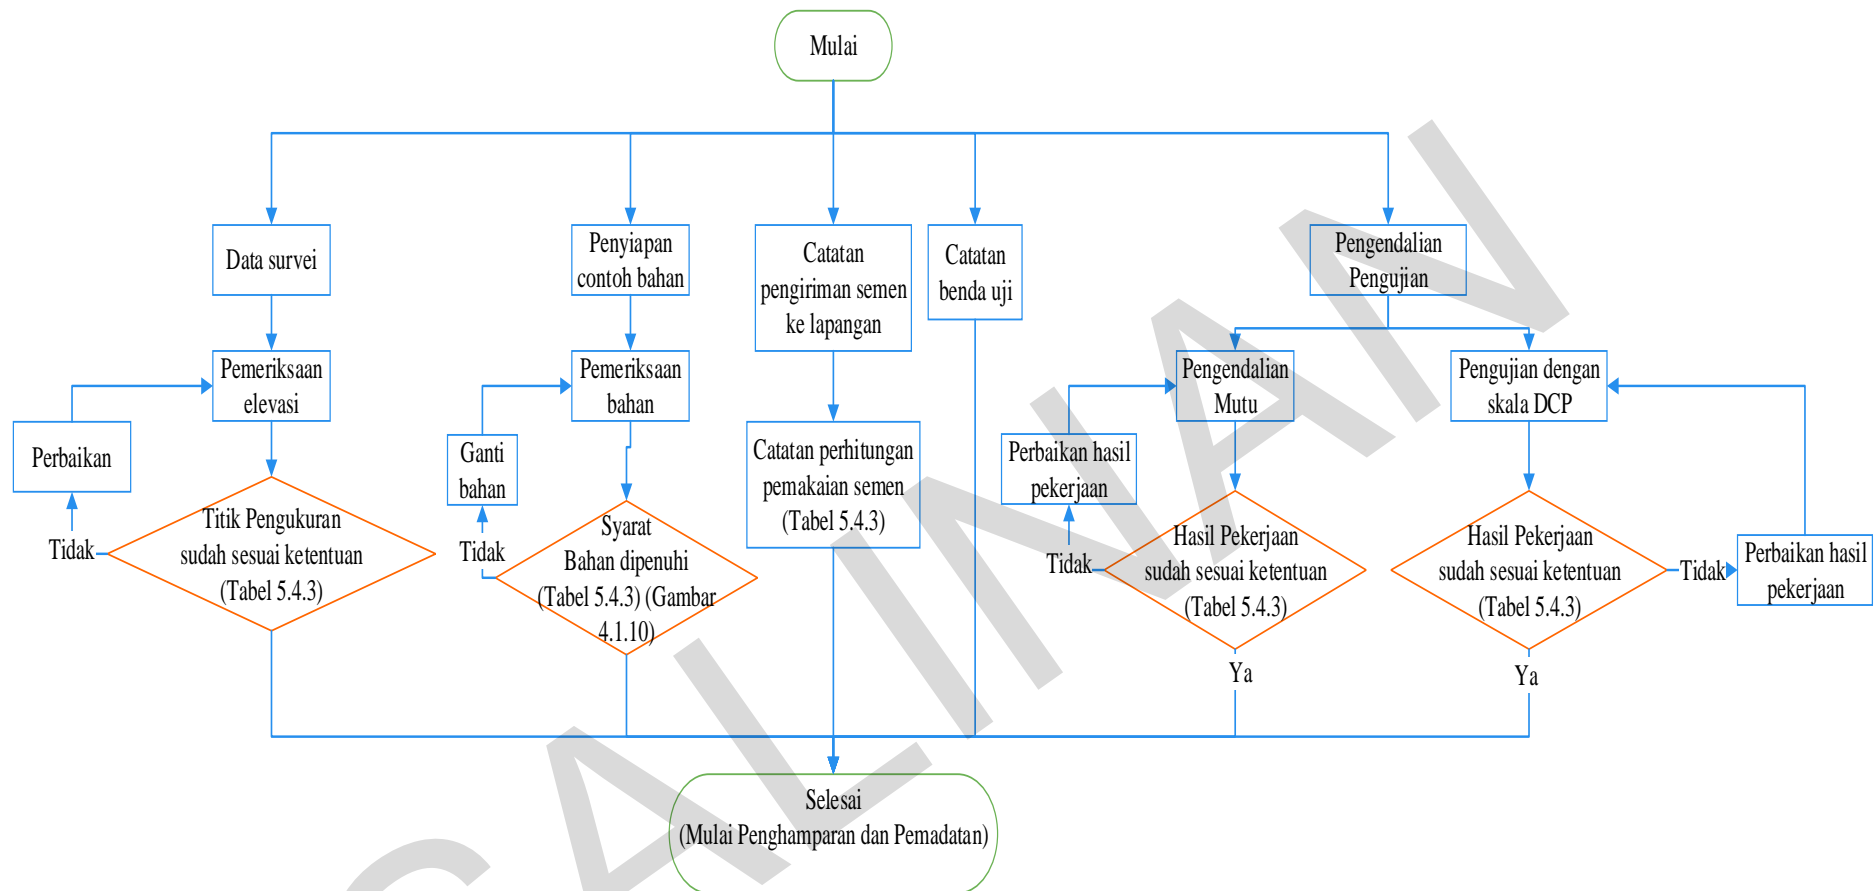 Mulai
Data survei
Penyiapan
contoh bahan
Catatan
pengiriman semen
ke lapangan
Catatan
benda uji
Pengendalian
Pengujian
Pemeriksaan
elevasi
Pemeriksaan
bahan
Pengendalian
Mutu
Pengujian dengan
skala DCP
Perbaikan
Ganti
bahan
Catatan perhitungan
pemakaian semen
(Tabel 5.4.3)
Perbaikan hasil
pekerjaan
Tidak
Titik Pengukuran
sudah sesuai ketentuan
(Tabel 5.4.3)
Tidak
Syarat
Bahan dipenuhi
(Tabel 5.4.3) (Gambar
4.1.10)
Tidak
Hasil Pekerjaan
sudah sesuai ketentuan
(Tabel 5.4.3)
Hasil Pekerjaan
sudah sesuai ketentuan
(Tabel 5.4.3)
Tidak
Perbaikan hasil
pekerjaan
Ya
Ya
Selesai
(Mulai Penghamparan dan Pemadatan)
SALINAN